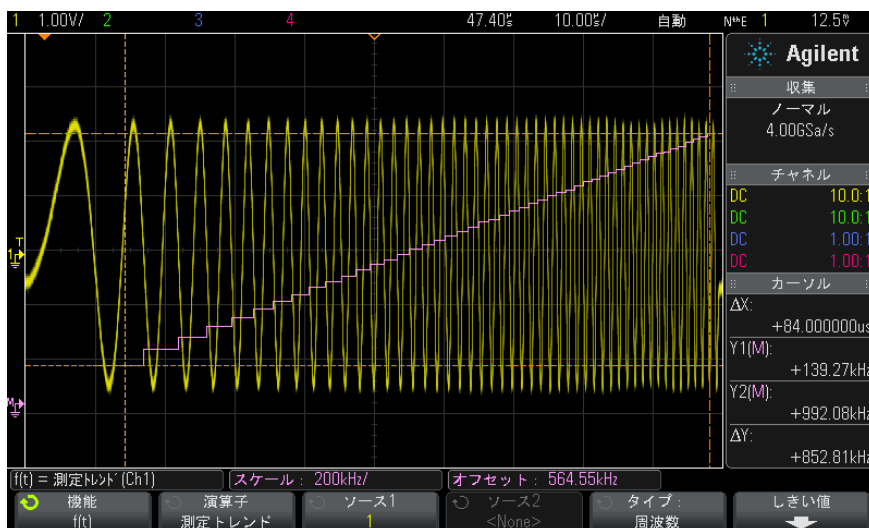 1 1.00V/ 2 3 4 47.40µs 10.00µs/ 自動 NthE 1 12.5V
Agilent
収集
ノーマル
4.00GSa/s
チャネル
DC 10.0:1
DC 10.0:1
DC 1.00:1
DC 1.00:1
カーソル
ΔX:
+84.000000us
Y1(M):
+139.27kHz
Y2(M):
+992.08kHz
ΔY:
+852.81kHz
T
1
M
f(t) = 測定トレンド(Ch1) スケール : 200kHz/ オフセット : 564.55kHz
機能 演算子 ソース1 ソース2 タイプ : しきい値
f(t) 測定トレンド 1 <None> 周波数